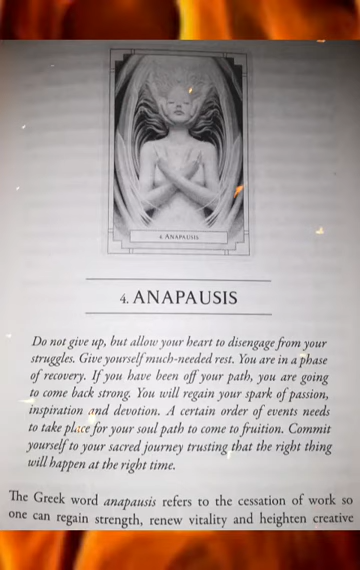 4. ANAPAUSIS
4. ANAPAUSIS
Do not give up, but allow your heart to disengage from your
struggles. Give yourself much-needed rest. You are in a phase
of recovery. If you have been off your path, you are going
to come back strong. You will regain your spark of passion,
inspiration and devotion. A certain order of events needs
to take place for your soul path to come to fruition. Commit
yourself to your sacred journey trusting that the right thing
will happen at the right time.
The Greek word anapausis refers to the cessation of work so
one can regain strength, renew vitality and heighten creative